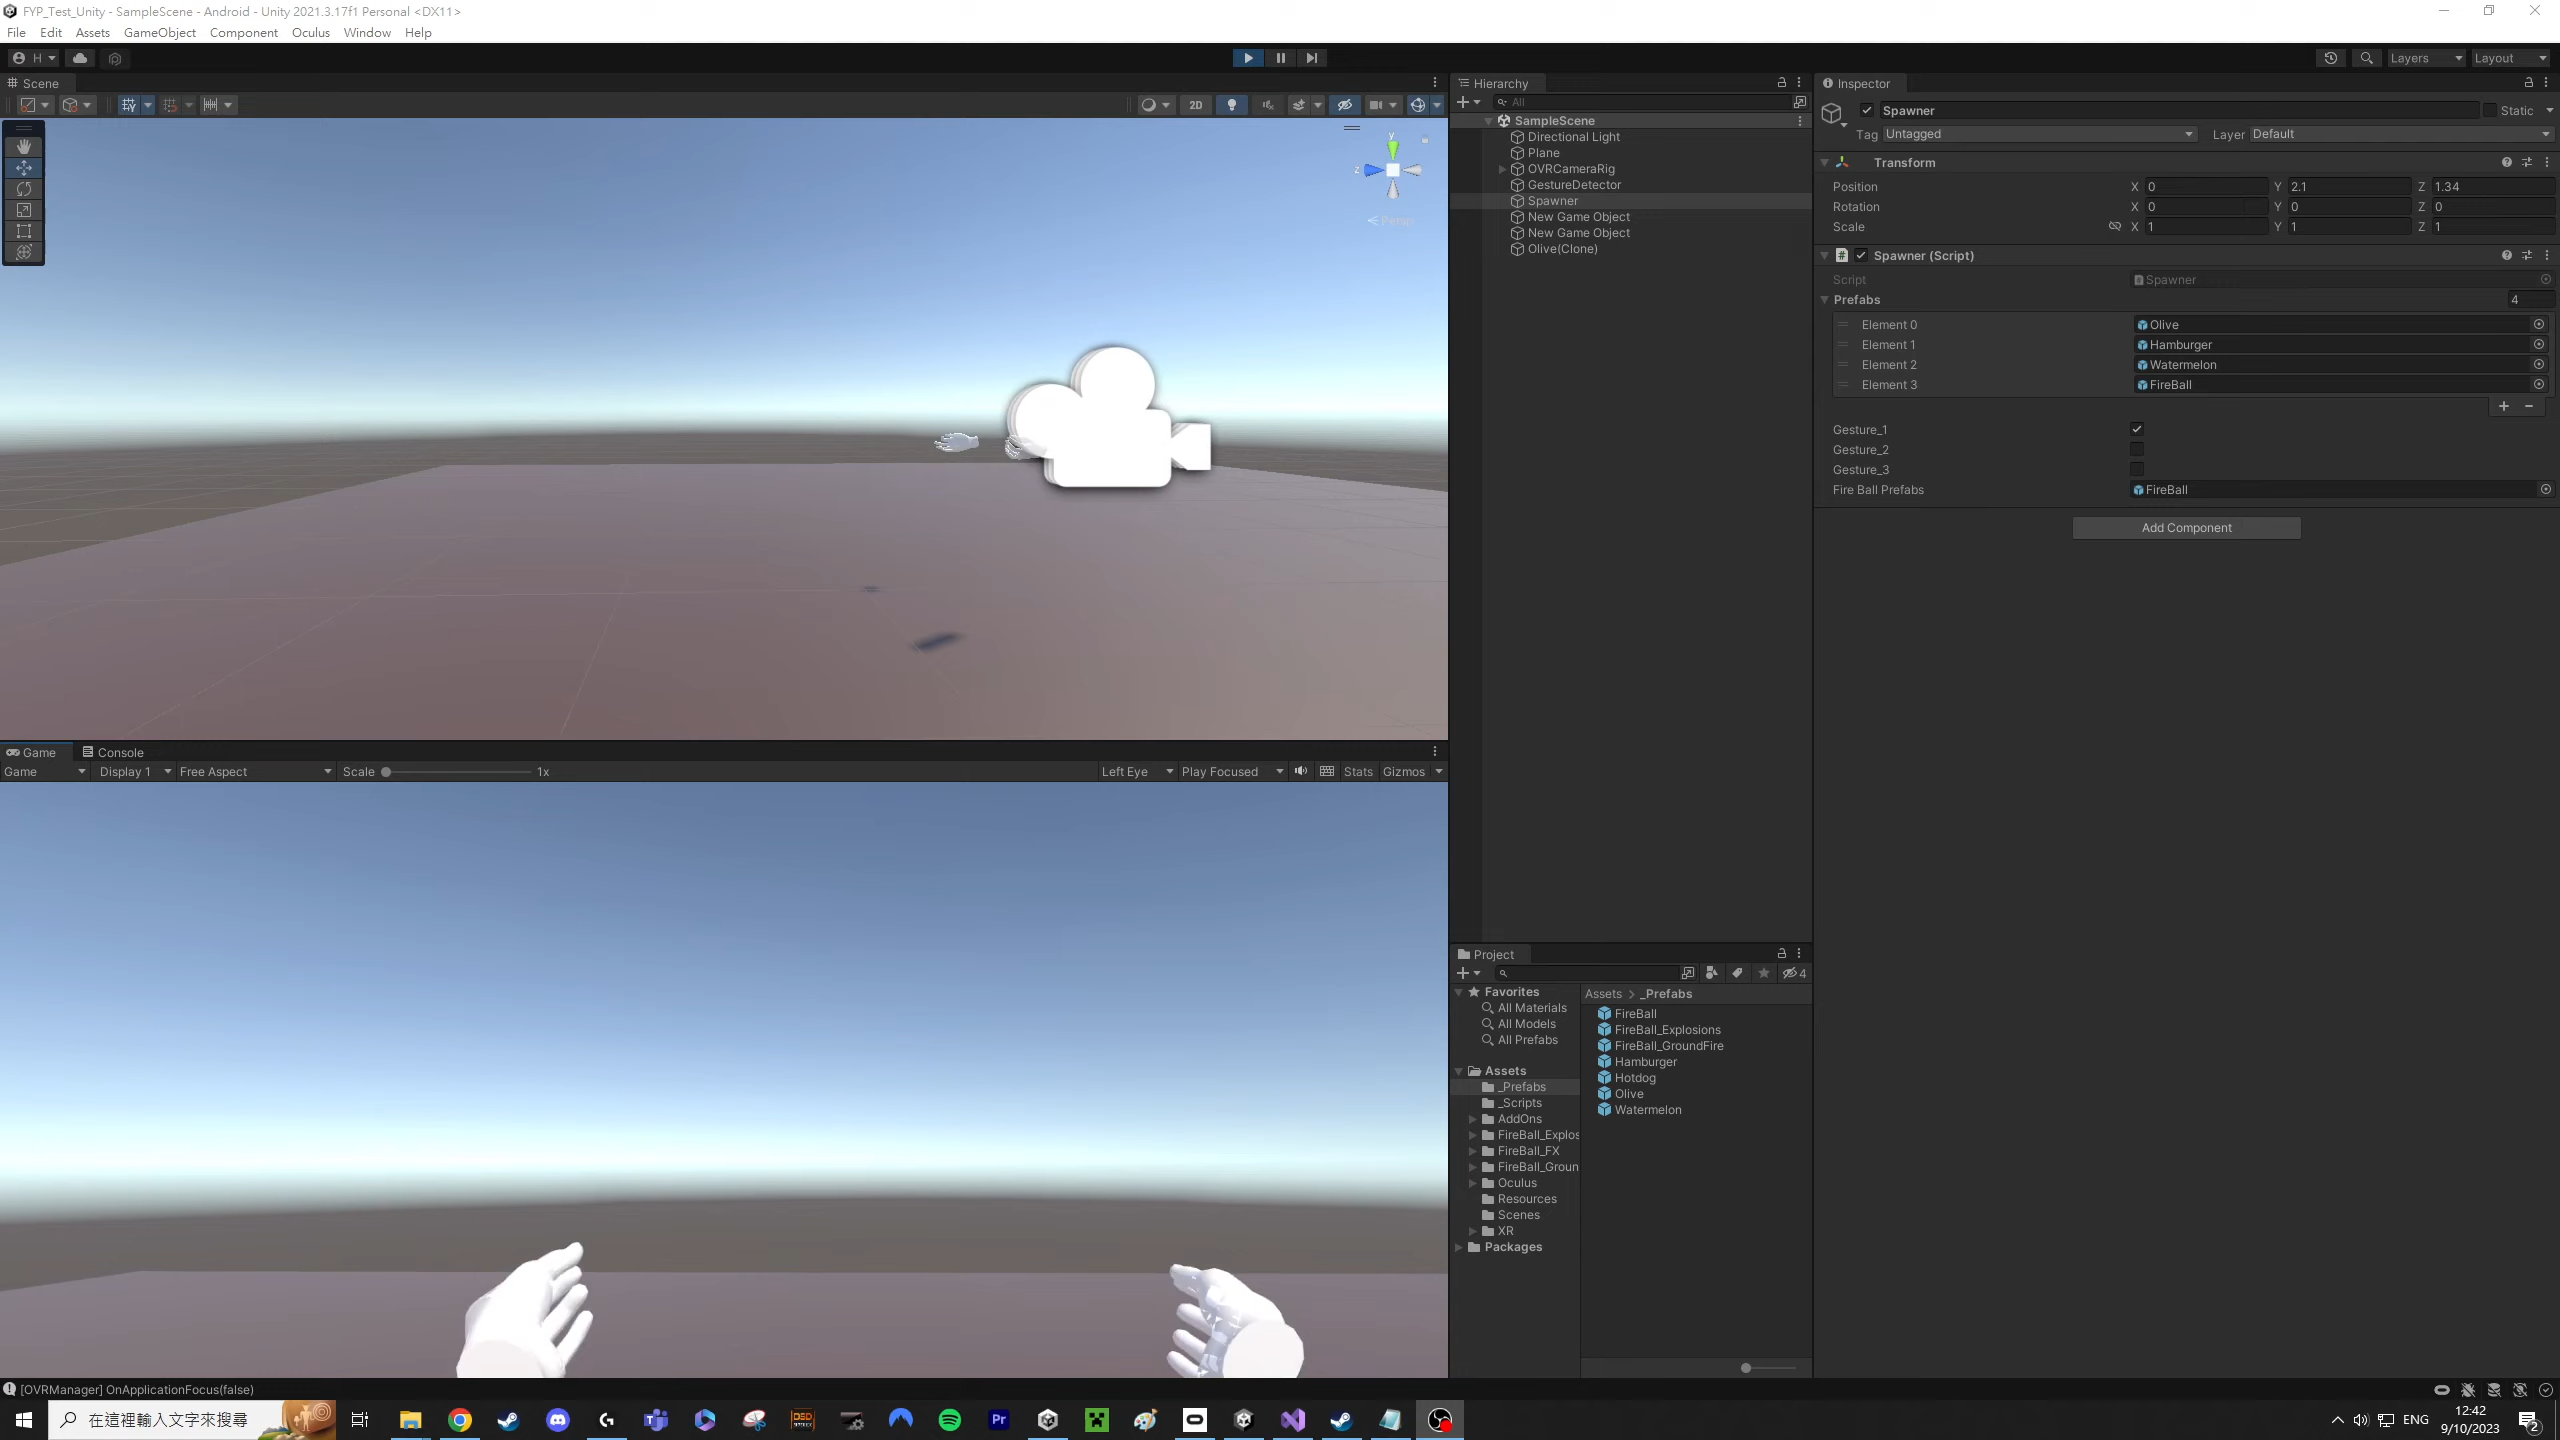 FYP_Test_Unity - SampleScene - Android - Unity 2021.3.17f1 Personal <DX11>
File Edit Assets GameObject Component Oculus Window Help
H
Layers Layout
Scene
2D
y
z
Persp
Game Console
Game Display 1 Free Aspect Scale 1x Left Eye Play Focused Stats Gizmos
Hierarchy
All
SampleScene
Directional Light
Plane
OVRCameraRig
GestureDetector
Spawner
New Game Object
New Game Object
Olive(Clone)
Project
4
Favorites
All Materials
All Models
All Prefabs
Assets
_Prefabs
_Scripts
AddOns
FireBall_Explos
FireBall_FX
FireBall_Groun
Oculus
Resources
Scenes
XR
Packages
Assets > _Prefabs
FireBall
FireBall_Explosions
FireBall_GroundFire
Hamburger
Hotdog
Olive
Watermelon
Inspector
Spawner Static
Tag Untagged Layer Default
Transform
Position X 0 Y 2.1 Z 1.34
Rotation X 0 Y 0 Z 0
Scale X 1 Y 1 Z 1
# Spawner (Script)
Script Spawner
Prefabs 4
Element 0 Olive
Element 1 Hamburger
Element 2 Watermelon
Element 3 FireBall
Gesture_1
Gesture_2
Gesture_3
Fire Ball Prefabs FireBall
Add Component
[OVRManager] OnApplicationFocus(false)
在這裡輸入文字來搜尋
Pr
ENG
12:42
9/10/2023
2